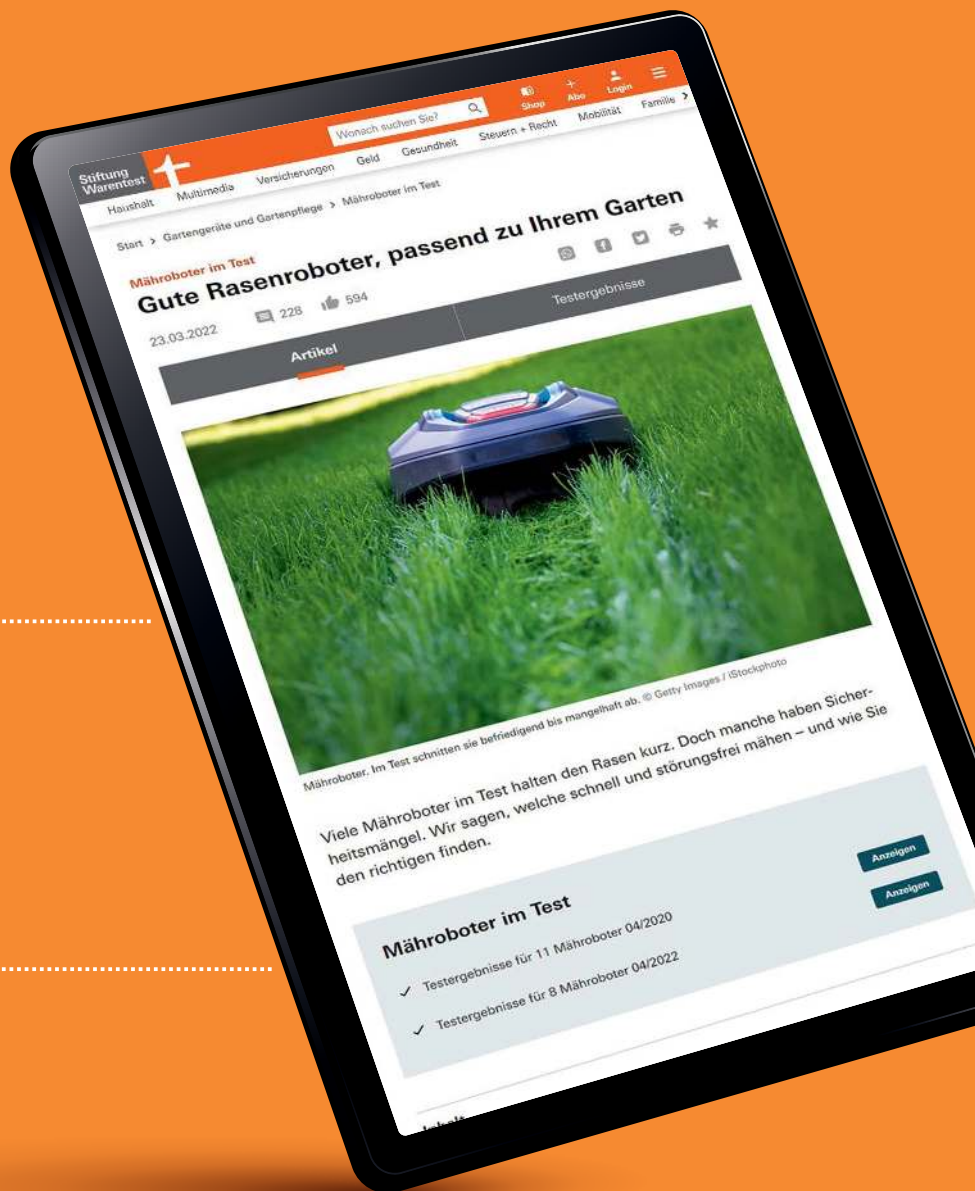 Stiftung
Warentest
Wonach suchen Sie?
Shop
Abo
Login
Haushalt Multimedia Versicherungen Geld Gesundheit Steuern + Recht Mobilität Familie >
Start > Gartengeräte und Gartenpflege > Mähroboter im Test
Mähroboter im Test
Gute Rasenroboter, passend zu Ihrem Garten
23.03.2022 228 594
Artikel Testergebnisse
Mähroboter. Im Test schnitten sie befriedigend bis mangelhaft ab. © Getty Images / iStockphoto
Viele Mähroboter im Test halten den Rasen kurz. Doch manche haben Sicher-
heitsmängel. Wir sagen, welche schnell und störungsfrei mähen – und wie Sie
den richtigen finden.
Mähroboter im Test
✓ Testergebnisse für 11 Mähroboter 04/2020 Anzeigen
✓ Testergebnisse für 8 Mähroboter 04/2022 Anzeigen